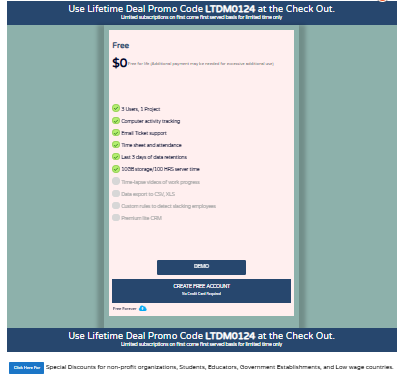 Use Lifetime Deal Promo Code LTDM0124 at the Check Out.
Limited subscriptions on first come first served basis for limited time only
Free
$0 Free for life (Additional payment may be needed for excessive additional use).
3 Users, 1 Project
Computer activity tracking
Email Ticket support
Time sheet and attendance
Last 3 days of data retentions
10GB storage/100 HRS server time
Time-lapse videos of work progress
Data export to CSV, XLS
Custom rules to detect slacking employees
Premium lite CRM
DEMO
CREATE FREE ACCOUNT
No Credit Card Required
Free Forever
Use Lifetime Deal Promo Code LTDM0124 at the Check Out.
Limited subscriptions on first come first served basis for limited time only
Click Here For Special Discounts for non-profit organizations, Students, Educators, Government Establishments, and Low wage countries.